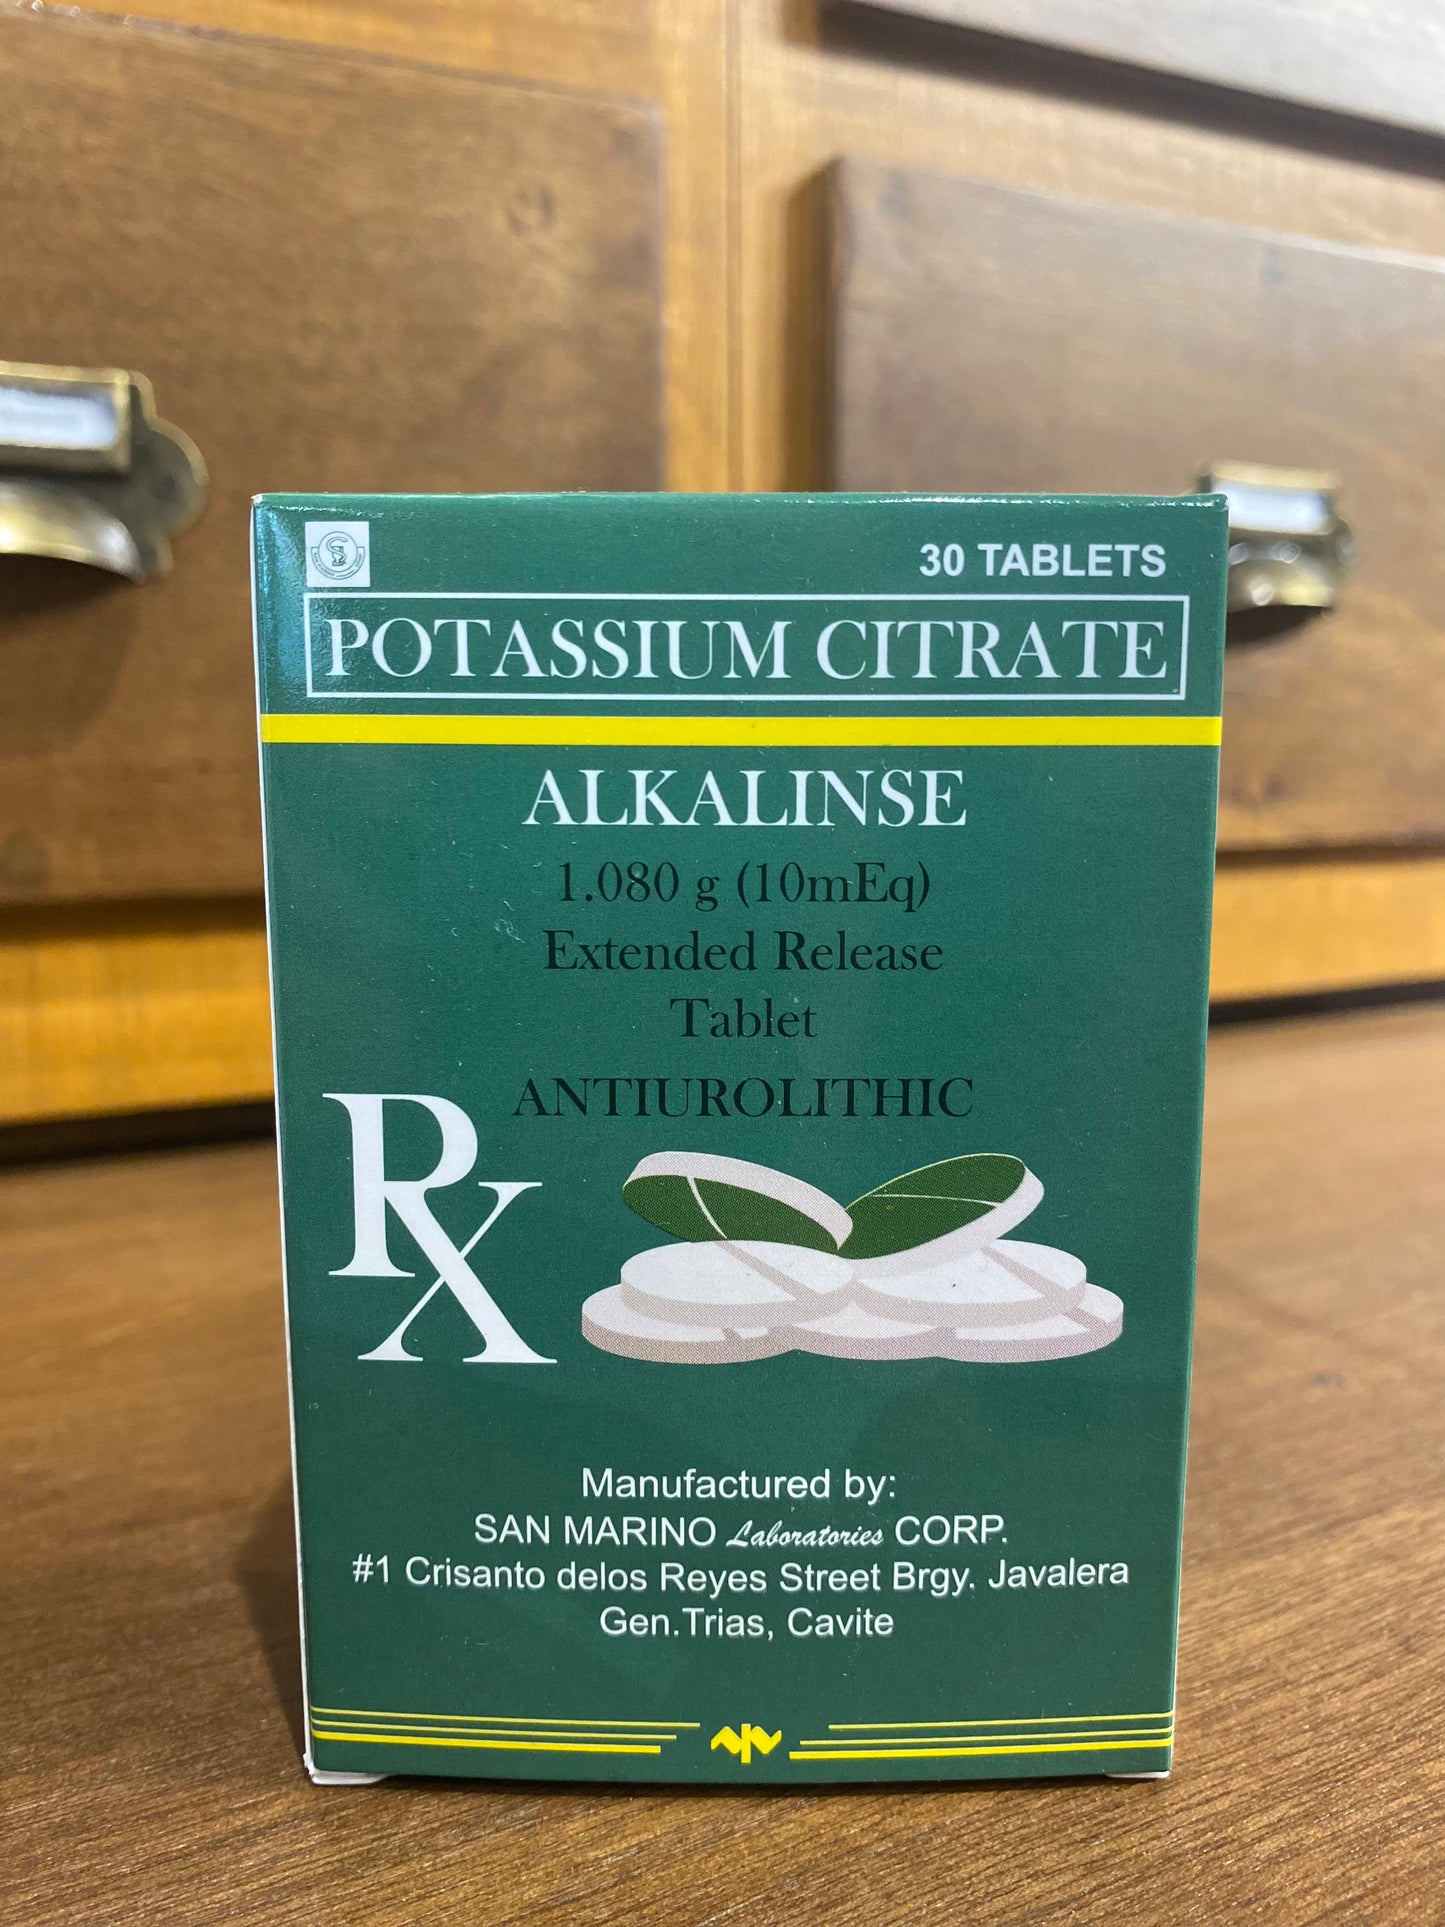 30 TABLETS
POTASSIUM CITRATE
ALKALINSE
1.080 g (10mEq)
Extended Release
Tablet
ANTIUROLITHIC
Rx
Manufactured by:
SAN MARINO Laboratories CORP.
#1 Crisanto delos Reyes Street Brgy. Javalera
Gen.Trias, Cavite